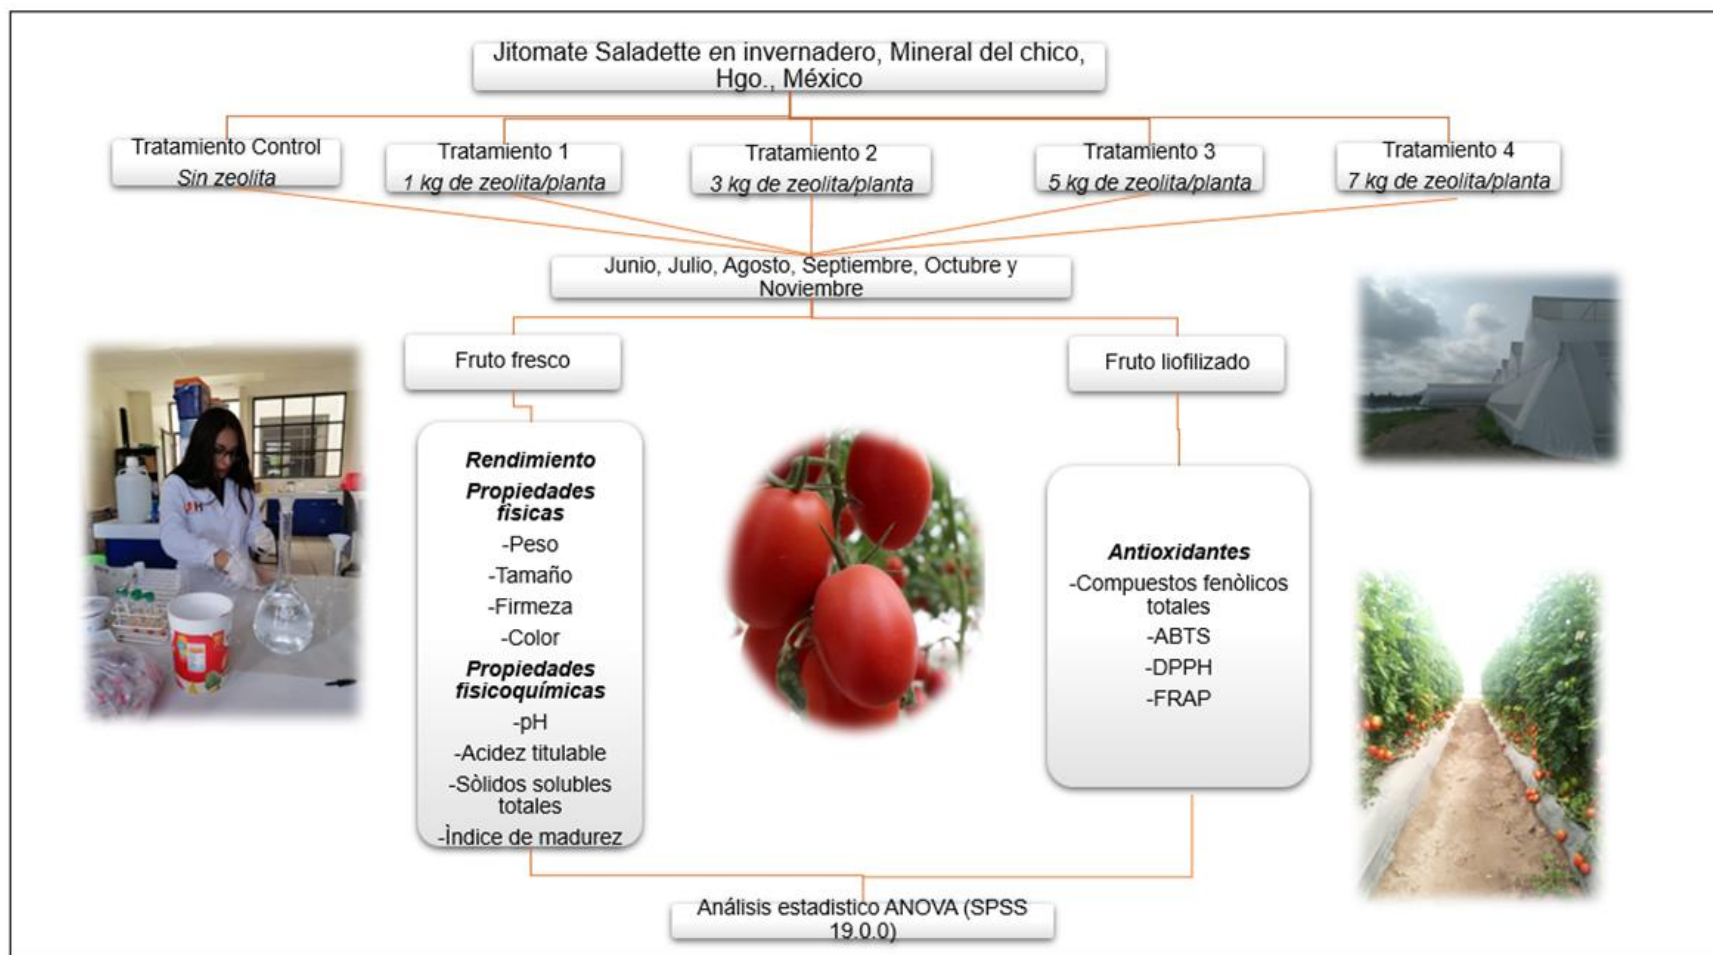 Jitomate Saladette en invernadero, Mineral del chico,
Hgo., México
Tratamiento Control
Sin zeolita
Tratamiento 1
1 kg de zeolita/planta
Tratamiento 2
3 kg de zeolita/planta
Tratamiento 3
5 kg de zeolita/planta
Tratamiento 4
7 kg de zeolita/planta
Junio, Julio, Agosto, Septiembre, Octubre y
Noviembre
Fruto fresco
Fruto liofilizado
Rendimiento
Propiedades
fìsicas
-Peso
-Tamaño
-Firmeza
-Color
Propiedades
fisicoquímicas
-pH
-Acidez titulable
-Sòlidos solubles
totales
-Ìndice de madurez
Antioxidantes
-Compuestos fenòlicos
totales
-ABTS
-DPPH
-FRAP
Análisis estadistico ANOVA (SPSS
19.0.0)